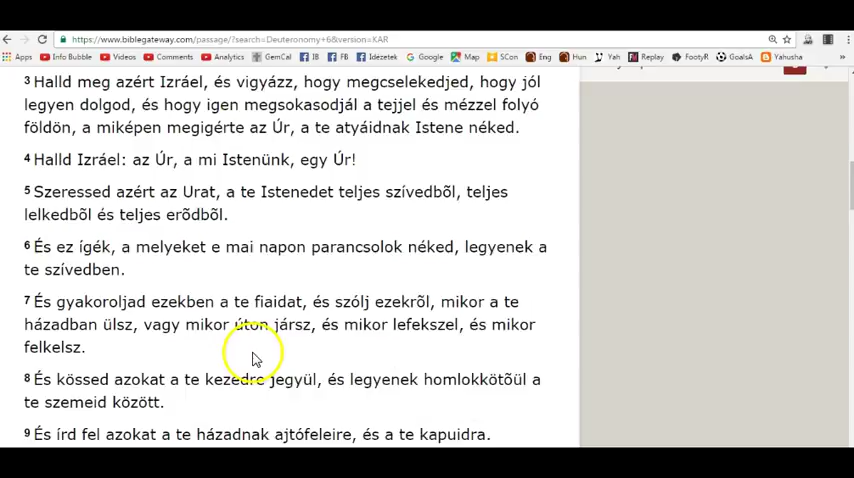 https://www.biblegateway.com/passage/?search=Deuteronomy+6&version=KAR
Apps Info Bubble Videos Comments Analytics GemCal IB FB Idézetek Google Map SCon Eng Hun Yah Replay FootyR GoalsA Yahusha
3 Halld meg azért Izráel, és vigyázz, hogy megcselekedjed, hogy jól
legyen dolgod, és hogy igen megsokasodjál a tejjel és mézzel folyó
földön, a miképen megigérte az Úr, a te atyáidnak Istene néked.
4 Halld Izráel: az Úr, a mi Istenünk, egy Úr!
5 Szeressed azért az Urat, a te Istenedet teljes szívedbõl, teljes
lelkedbõl és teljes erõdbõl.
6 És ez ígék, a melyeket e mai napon parancsolok néked, legyenek a
te szívedben.
7 És gyakoroljad ezekben a te fiaidat, és szólj ezekrõl, mikor a te
házadban ülsz, vagy mikor úton jársz, és mikor lefekszel, és mikor
felkelsz.
8 És kössed azokat a te kezedre jegyül, és legyenek homlokkötõül a
te szemeid között.
9 És írd fel azokat a te házadnak ajtófeleire, és a te kapuidra.